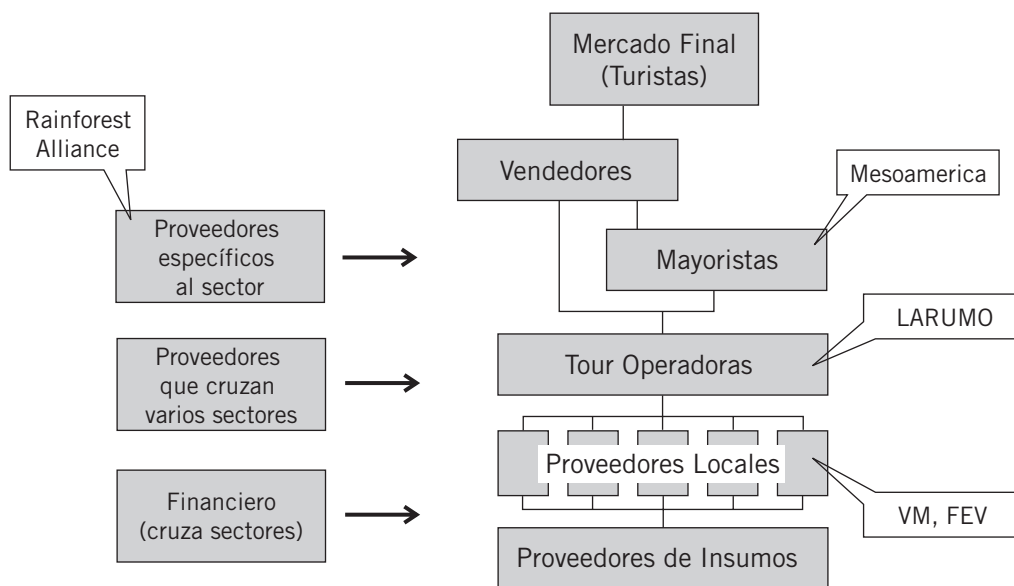 Mercado Final
(Turistas)
Rainforest
Alliance
Vendedores
Mesoamerica
Proveedores
específicos
al sector
Mayoristas
LARUMO
Proveedores
que cruzan
varios sectores
Tour Operadoras
Proveedores Locales
Financiero
(cruza sectores)
VM, FEV
Proveedores de Insumos